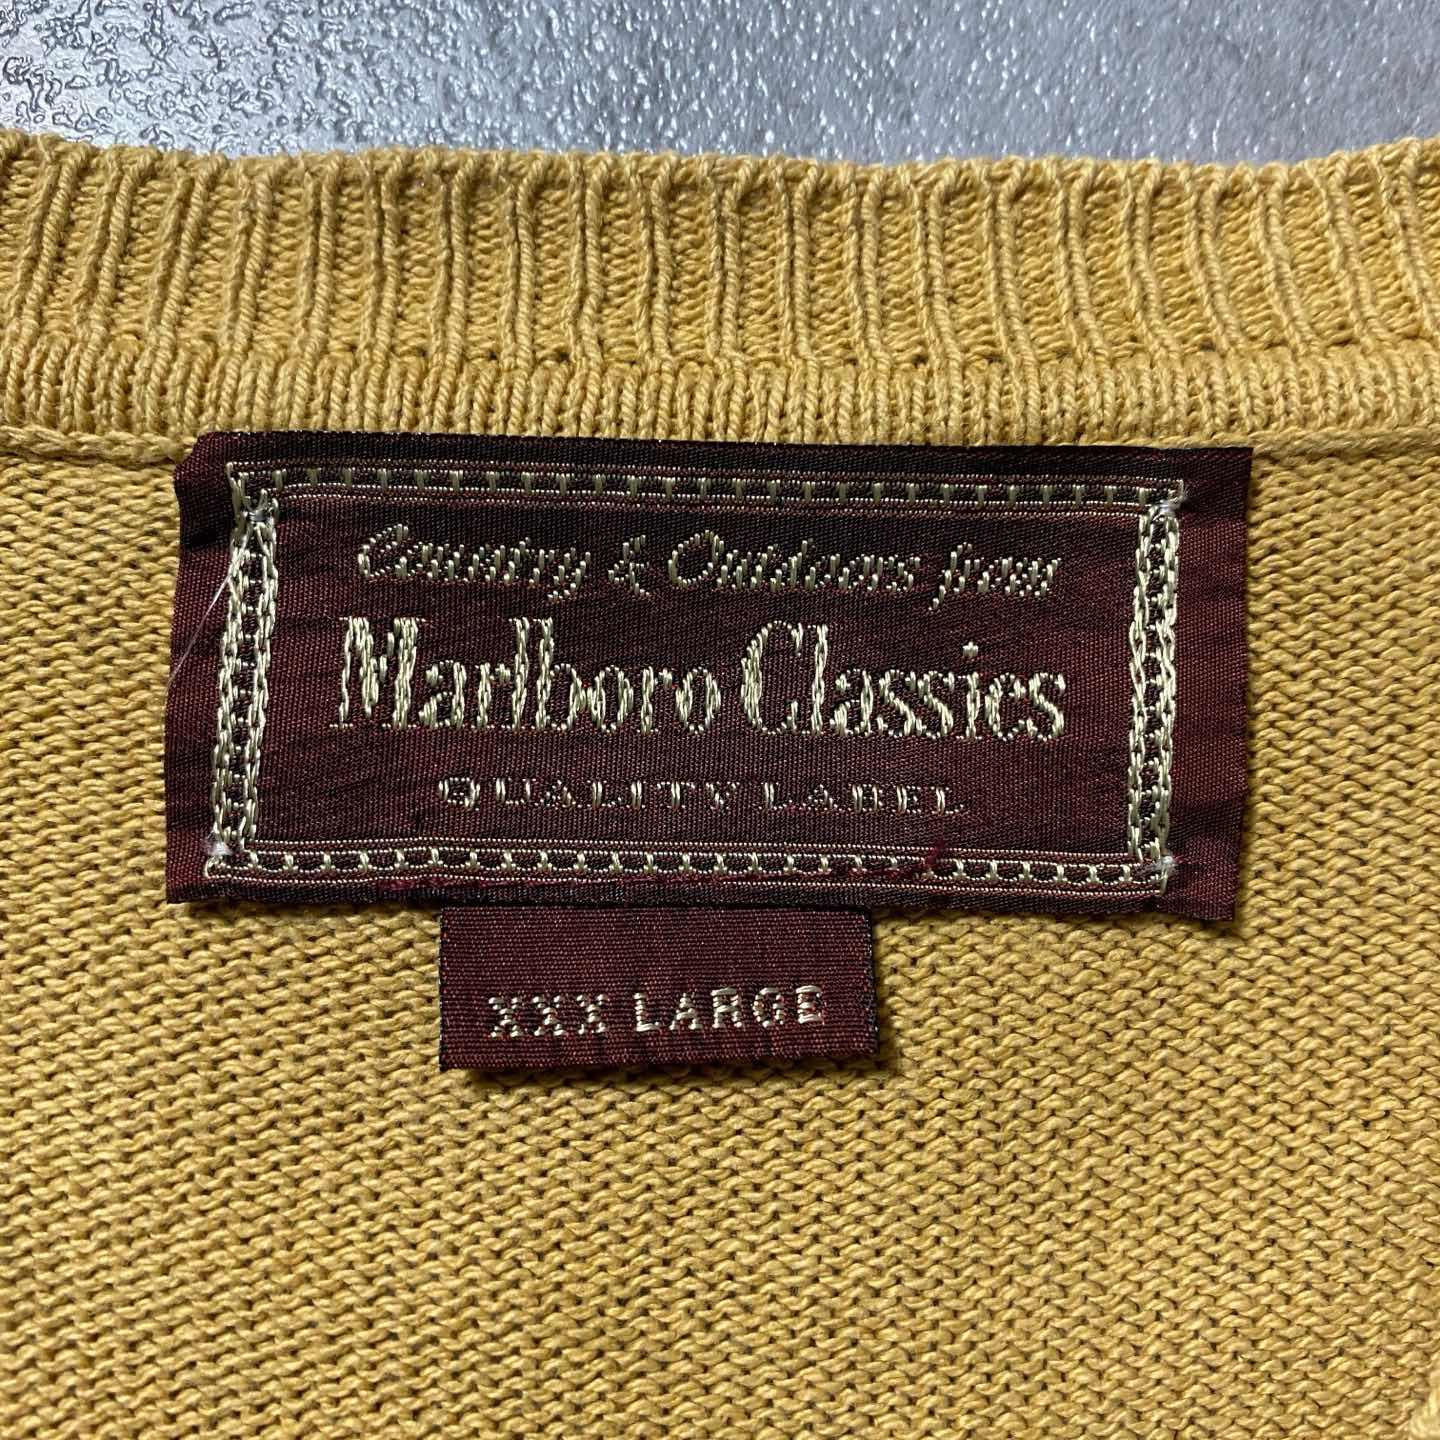 Country & Outdoors from
Marlboro Classics
QUALITY LABEL
XXX LARGE